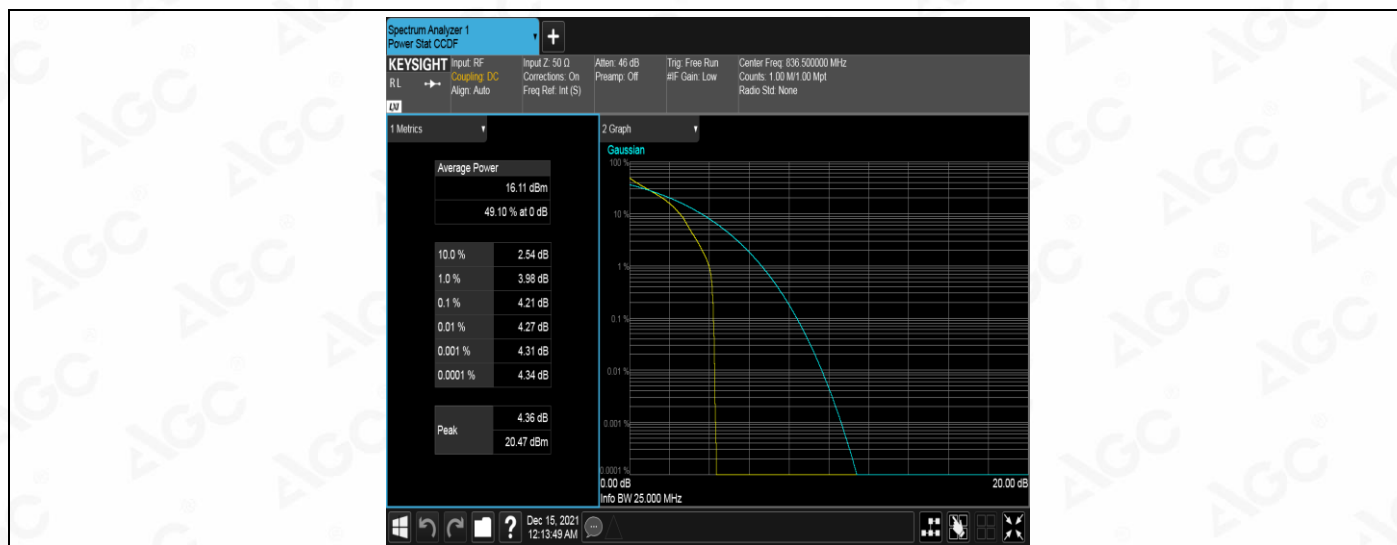 Spectrum Analyzer 1
Power Stat CCDF
KEYSIGHT
RL
LXI
Input: RF
Coupling: DC
Align: Auto
Input Z: 50 Ω
Corrections: On
Freq Ref: Int (S)
Atten: 46 dB
Preamp: Off
Trig: Free Run
#IF Gain: Low
Center Freq: 836.500000 MHz
Counts: 1.00 M/1.00 Mpt
Radio Std: None
1 Metrics
Average Power
16.11 dBm
49.10 % at 0 dB
10.0 % 2.54 dB
1.0 % 3.98 dB
0.1 % 4.21 dB
0.01 % 4.27 dB
0.001 % 4.31 dB
0.0001 % 4.34 dB
Peak
4.36 dB
20.47 dBm
2 Graph
Gaussian
100 %
10 %
1 %
0.1 %
0.01 %
0.001 %
0.0001 %
0.00 dB
20.00 dB
Info BW 25.000 MHz
?
Dec 15, 2021
12:13:49 AM
AGC